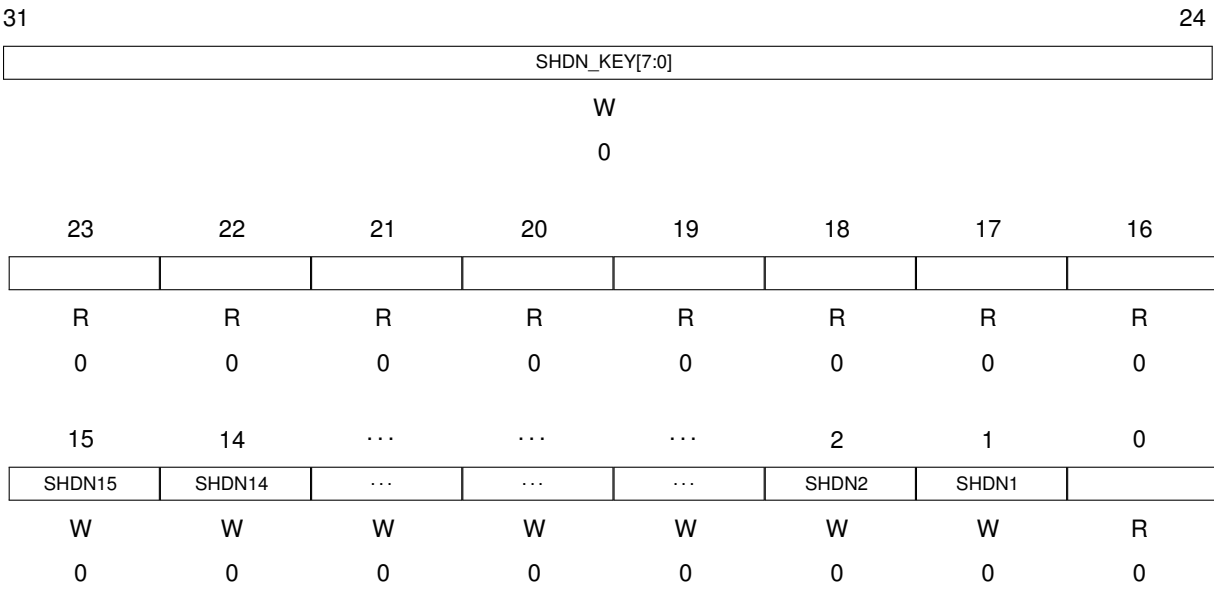 31 24
SHDN_KEY[7:0]
W
0
23 22 21 20 19 18 17 16
R R R R R R R R
0 0 0 0 0 0 0 0
15 14 ... ... ... 2 1 0
SHDN15 SHDN14 ... ... ... SHDN2 SHDN1
W W W W W W W R
0 0 0 0 0 0 0 0